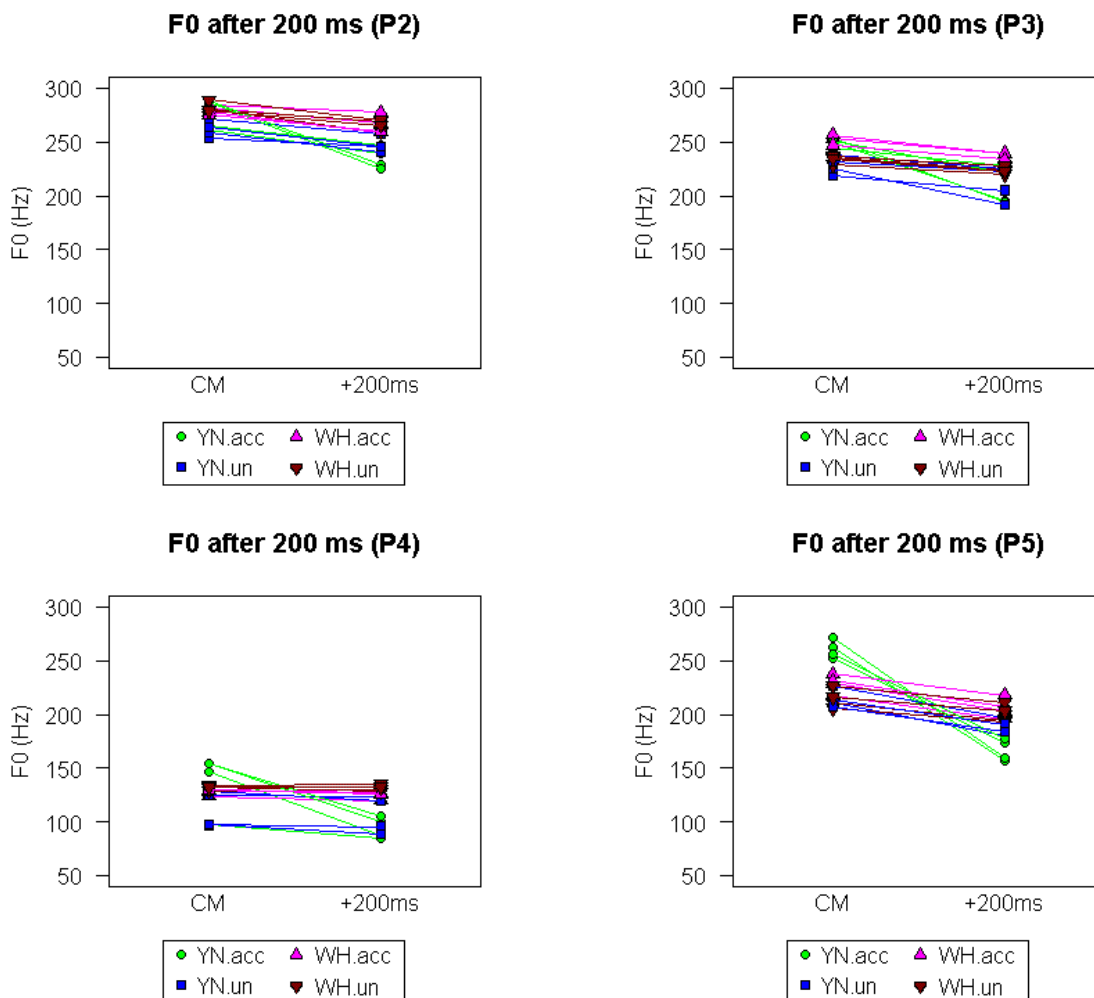 F0 after 200 ms (P2)
300
250
200
150
100
50
F0 (Hz)
CM +200ms
YN.acc WH.acc
YN.un WH.un
F0 after 200 ms (P3)
300
250
200
150
100
50
F0 (Hz)
CM +200ms
YN.acc WH.acc
YN.un WH.un
F0 after 200 ms (P4)
300
250
200
150
100
50
F0 (Hz)
CM +200ms
YN.acc WH.acc
YN.un WH.un
F0 after 200 ms (P5)
300
250
200
150
100
50
F0 (Hz)
CM +200ms
YN.acc WH.acc
YN.un WH.un